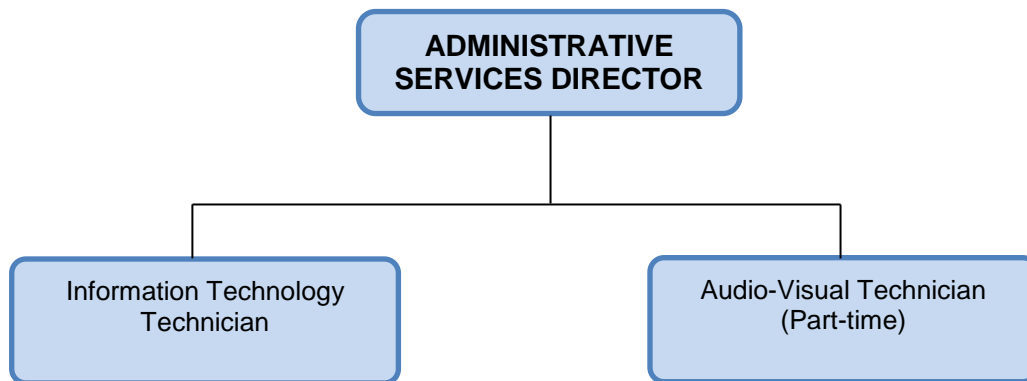 ADMINISTRATIVE
SERVICES DIRECTOR
Information Technology
Technician
Audio-Visual Technician
(Part-time)